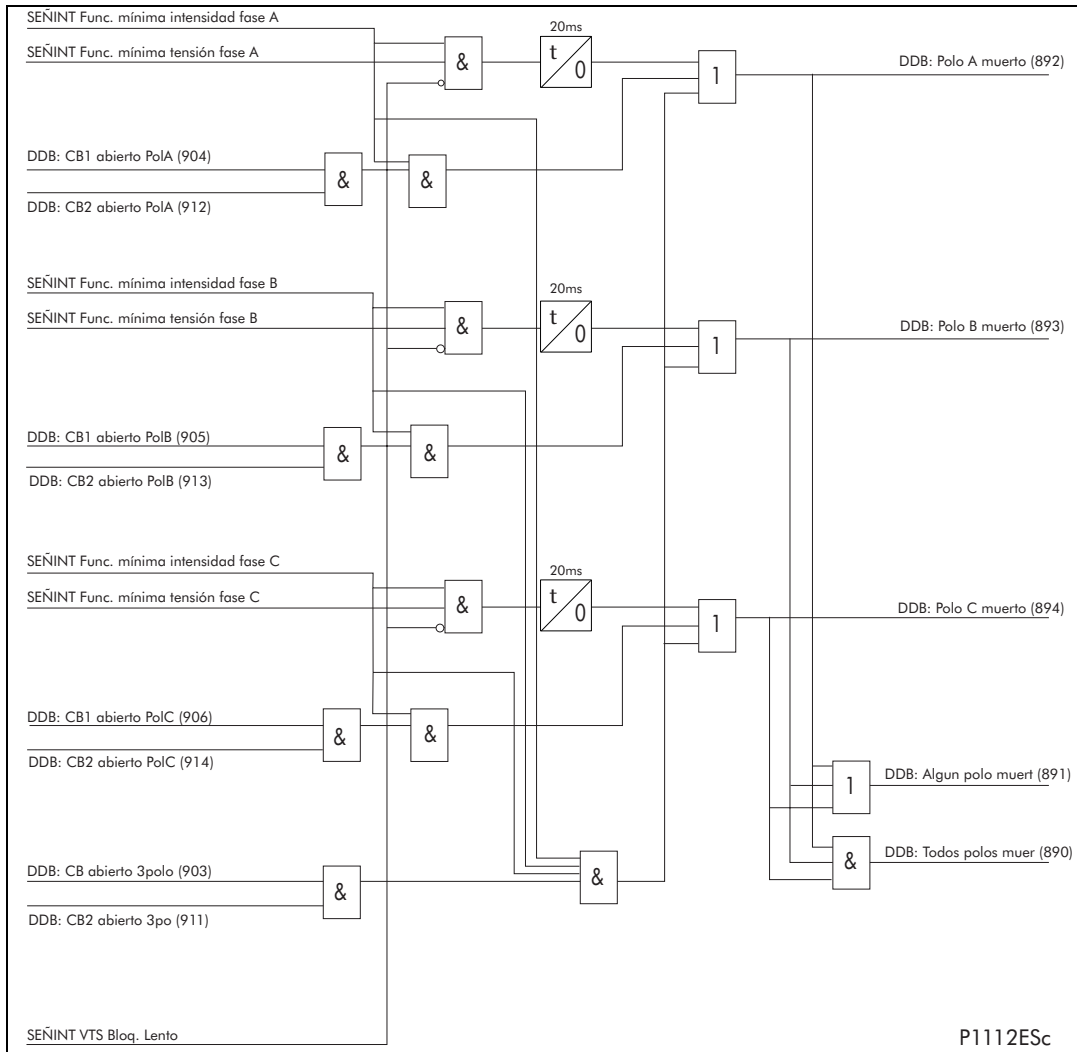 SEÑINT Func. mínima intensidad fase A
20ms
SEÑINT Func. mínima tensión fase A
&
t
0
1
DDB: Polo A muerto (892)
DDB: CB1 abierto PolA (904)
&
&
DDB: CB2 abierto PolA (912)
SEÑINT Func. mínima intensidad fase B
20ms
SEÑINT Func. mínima tensión fase B
&
t
0
1
DDB: Polo B muerto (893)
DDB: CB1 abierto PolB (905)
&
&
DDB: CB2 abierto PolB (913)
SEÑINT Func. mínima intensidad fase C
20ms
SEÑINT Func. mínima tensión fase C
&
t
0
1
DDB: Polo C muerto (894)
DDB: CB1 abierto PolC (906)
&
&
DDB: CB2 abierto PolC (914)
1
DDB: Algun polo muert (891)
&
DDB: Todos polos muer (890)
DDB: CB abierto 3polo (903)
&
&
DDB: CB2 abierto 3po (911)
SEÑINT VTS Bloq. Lento
P1112ESc